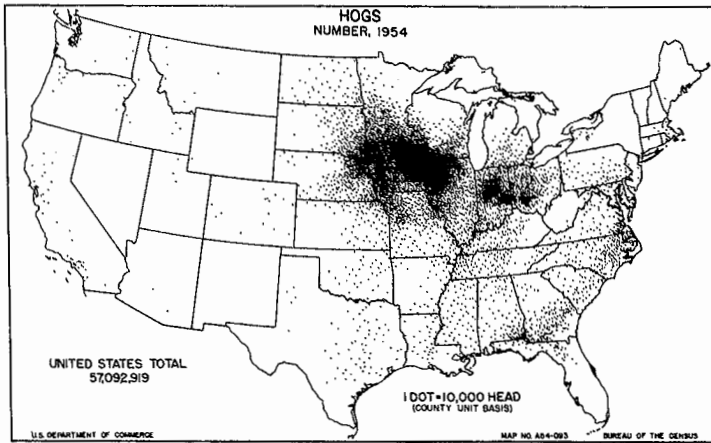 HOGS
NUMBER, 1954
UNITED STATES TOTAL
57,092,919
1 DOT=10,000 HEAD
(COUNTY UNIT BASIS)
U.S. DEPARTMENT OF COMMERCE
MAP NO. A54-093
BUREAU OF THE CENSUS